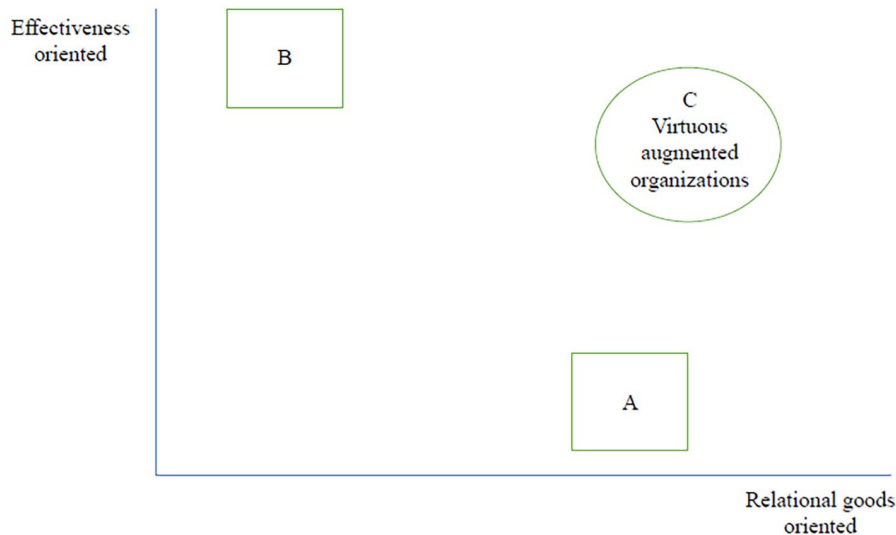 Effectiveness
oriented
B
C
Virtuous
augmented
organizations
A
Relational goods
oriented